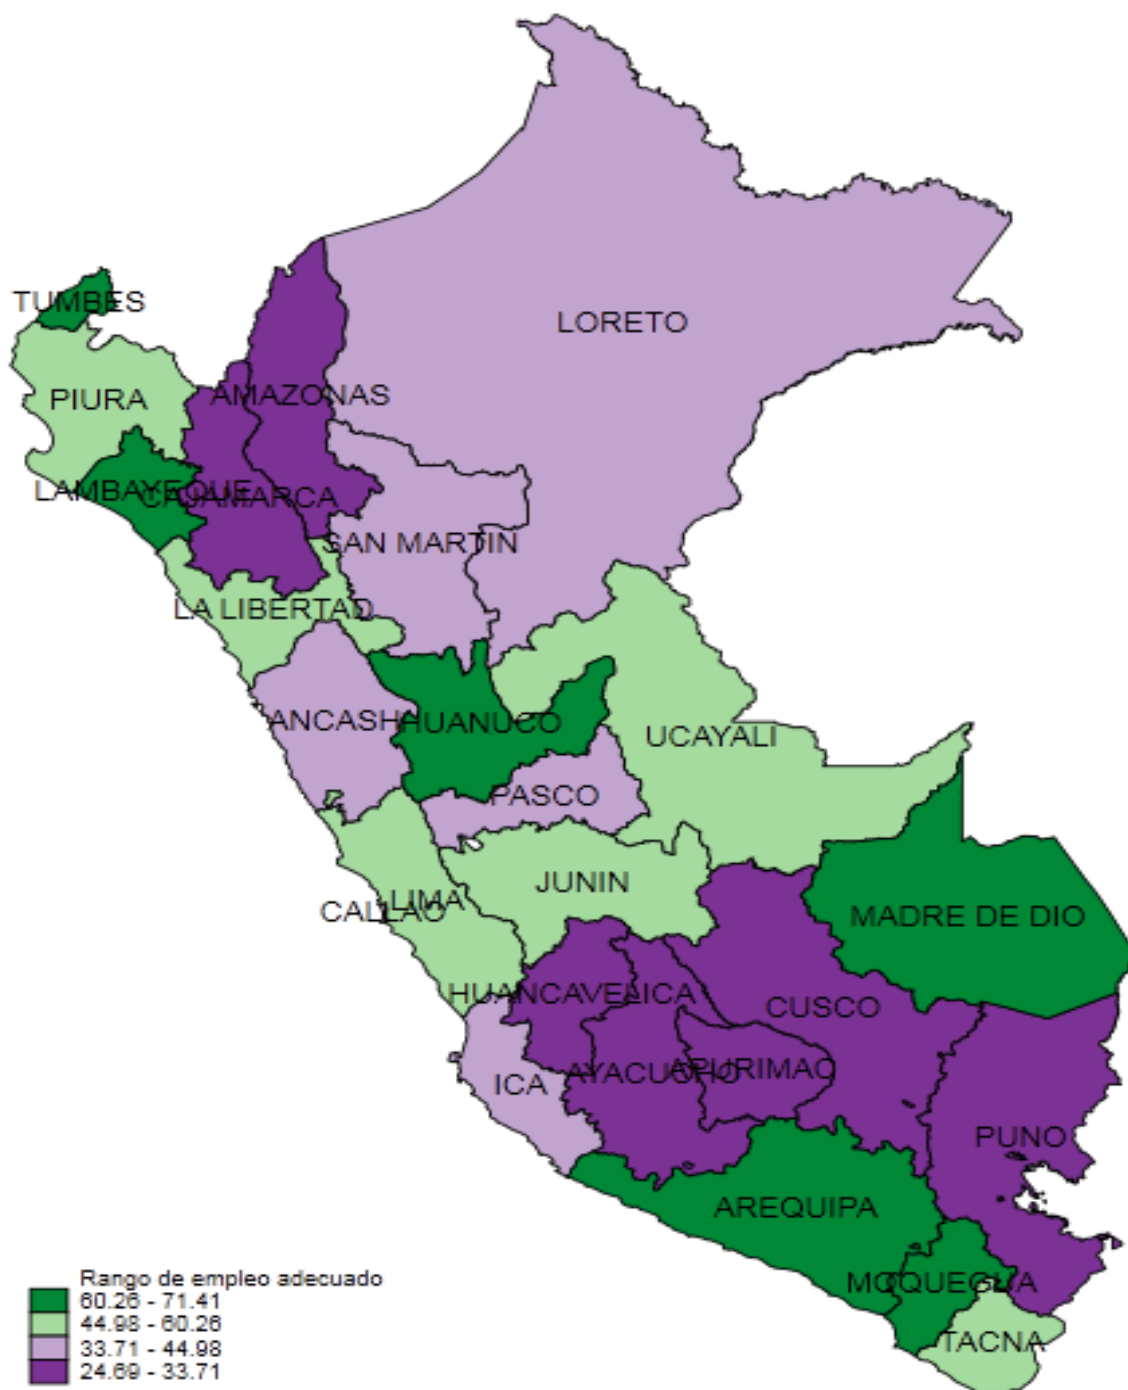 TUMBES
LORETO
PIURA
AMAZONAS
LAMBAYEQUE
CAJAMARCA
SAN MARTIN
LA LIBERTAD
ANCASH
HUANUCO
UCAYALI
PASCO
JUNIN
LIMA
CALLAO
MADRE DE DIO
HUANCAVELICA
CUSCO
AYACUCHO
APURIMAC
ICA
PUNO
AREQUIPA
MOQUEGUA
TACNA
Rango de empleo adecuado
60.26 - 71.41
44.98 - 60.26
33.71 - 44.98
24.69 - 33.71